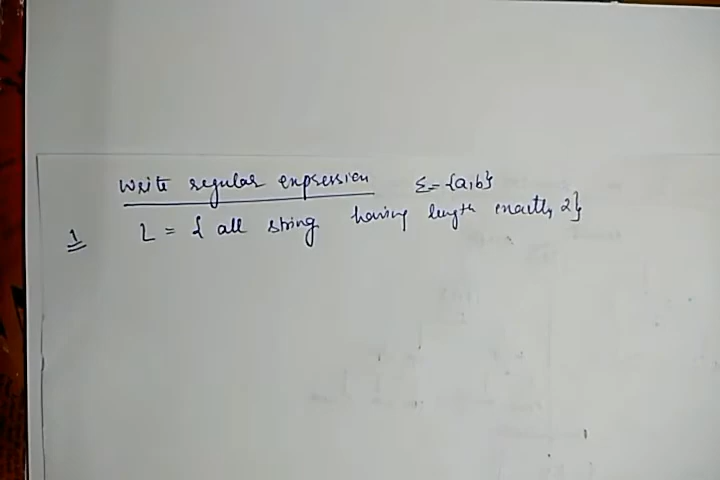 Write regular expression Σ={a,b}
1 L = { all string having length exactly 2}